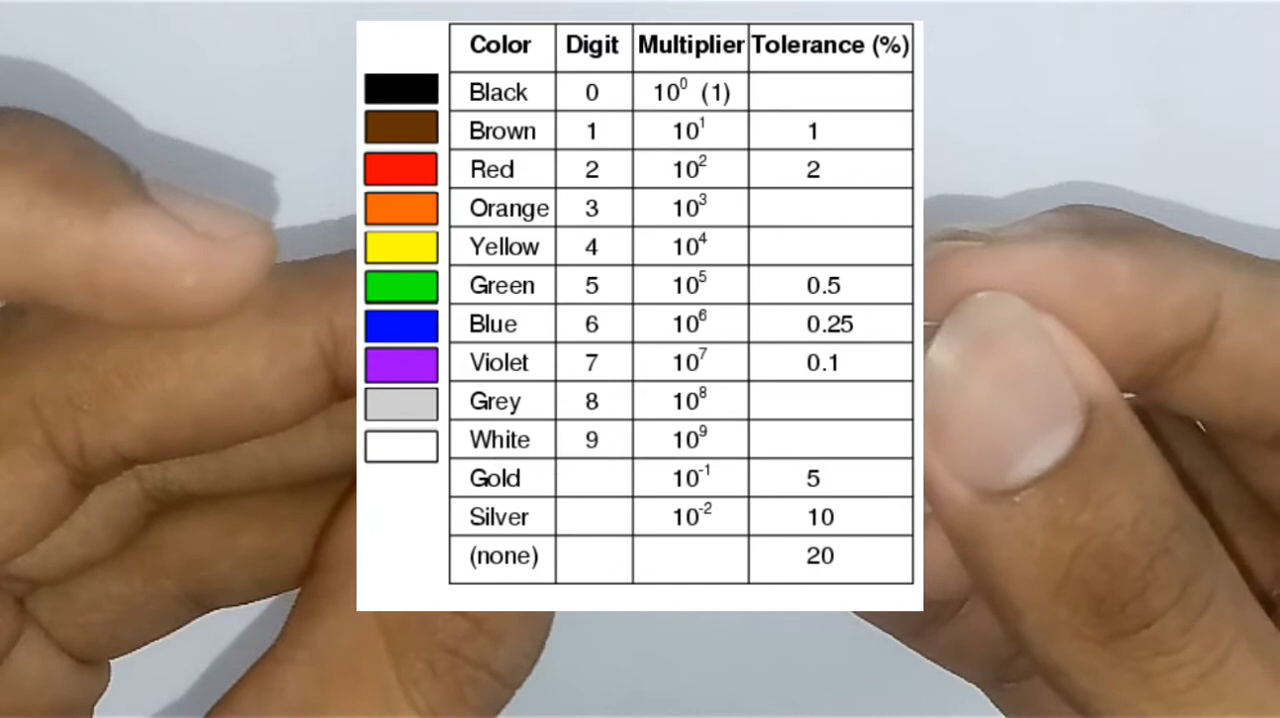 Color Digit Multiplier Tolerance (%)
Black 0 10⁰ (1)
Brown 1 10¹ 1
Red 2 10² 2
Orange 3 10³
Yellow 4 10⁴
Green 5 10⁵ 0.5
Blue 6 10⁶ 0.25
Violet 7 10⁷ 0.1
Grey 8 10⁸
White 9 10⁹
Gold 10⁻¹ 5
Silver 10⁻² 10
(none) 20